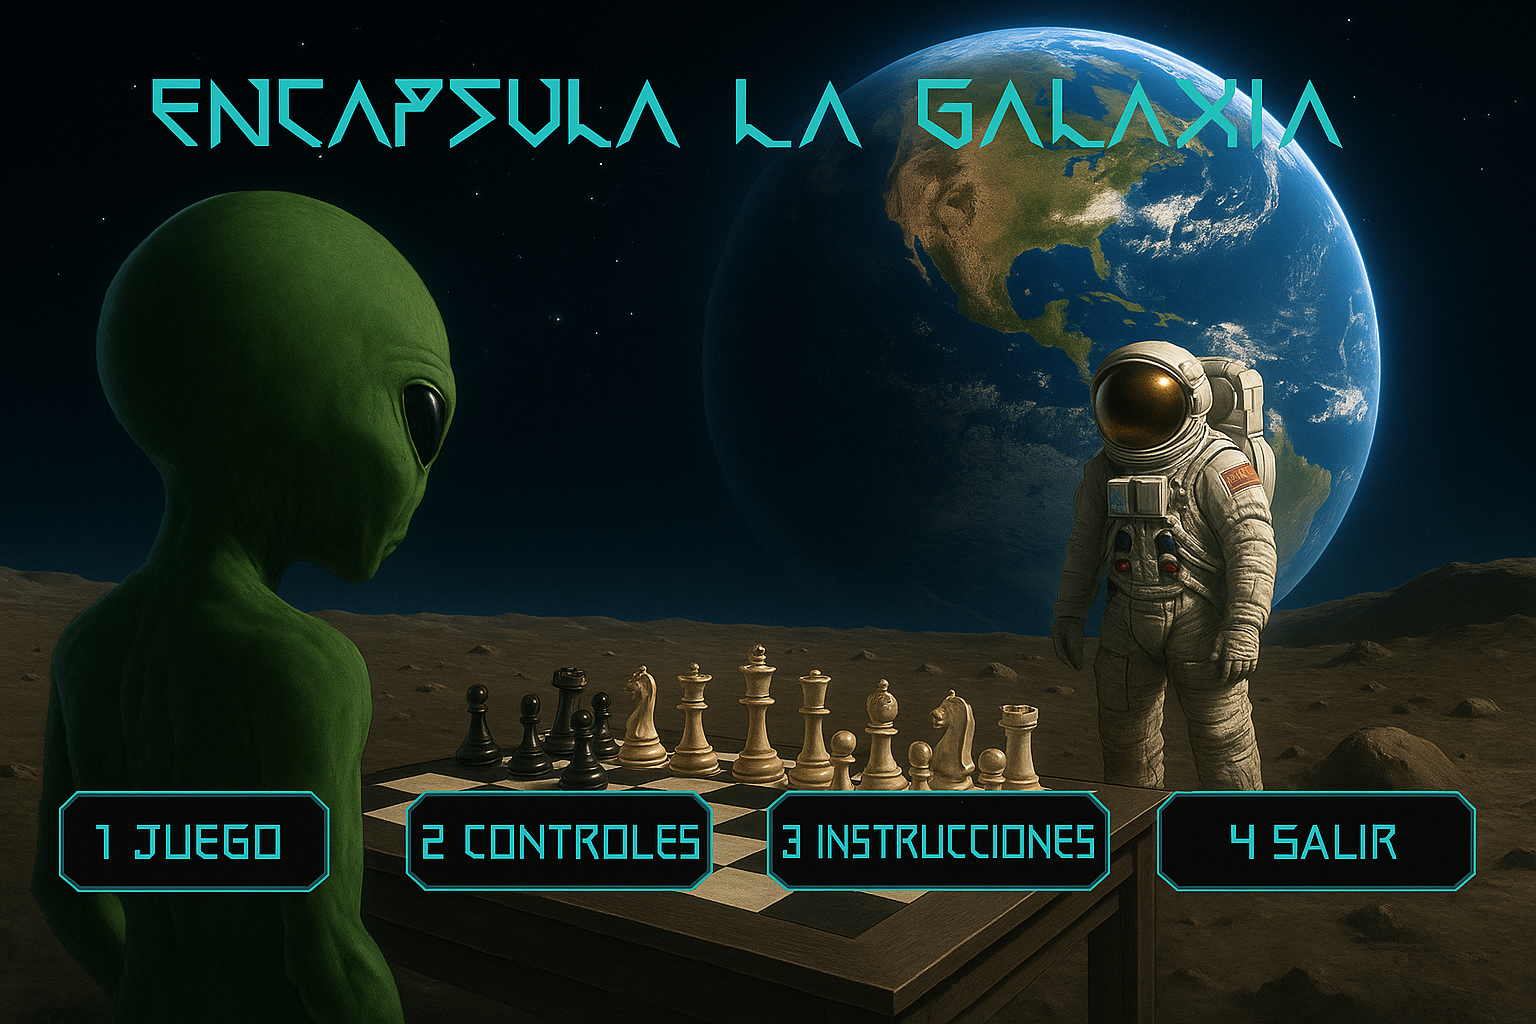 ENCAPSULA LA GALAXIA
1 JUEGO
2 CONTROLES
3 INSTRUCCIONES
4 SALIR